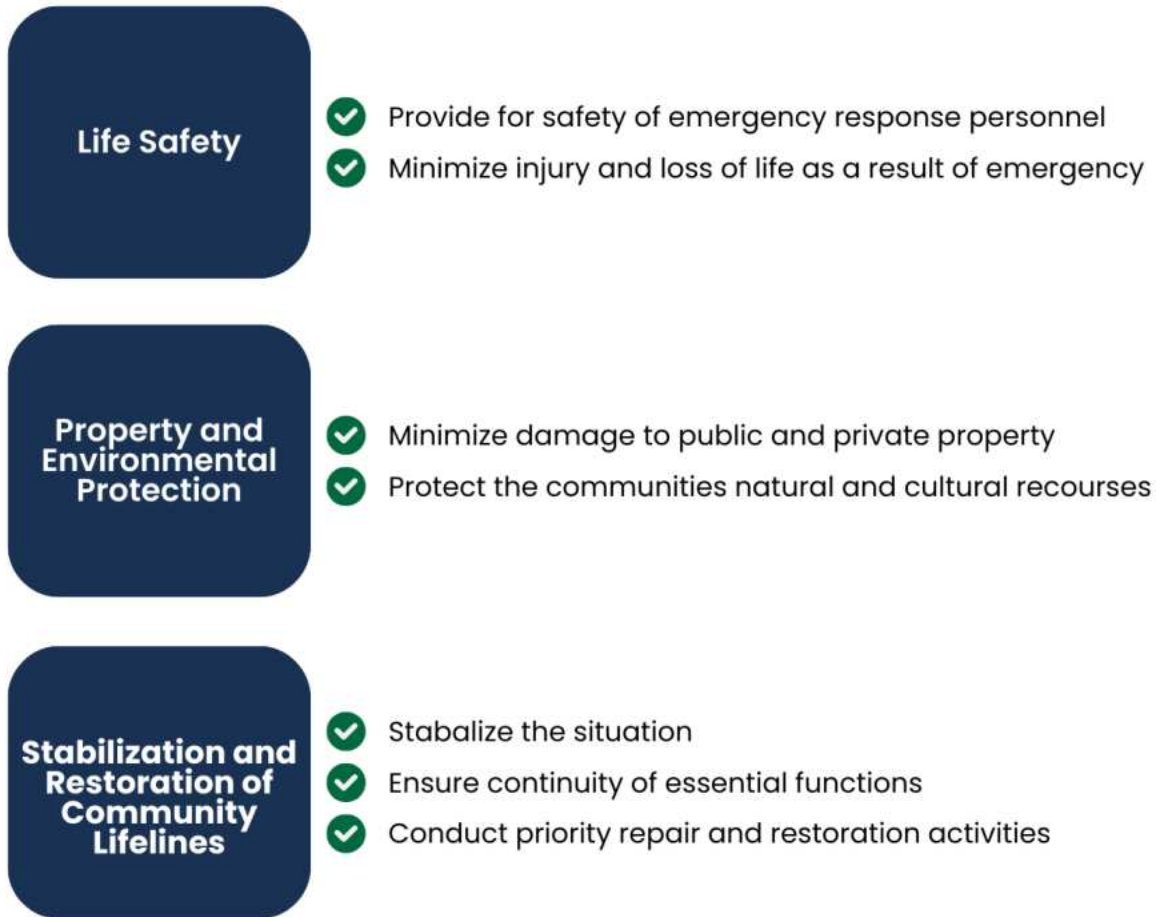 Life Safety
Provide for safety of emergency response personnel
Minimize injury and loss of life as a result of emergency
Property and
Environmental
Protection
Minimize damage to public and private property
Protect the communities natural and cultural recourses
Stabilization and
Restoration of
Community
Lifelines
Stabalize the situation
Ensure continuity of essential functions
Conduct priority repair and restoration activities